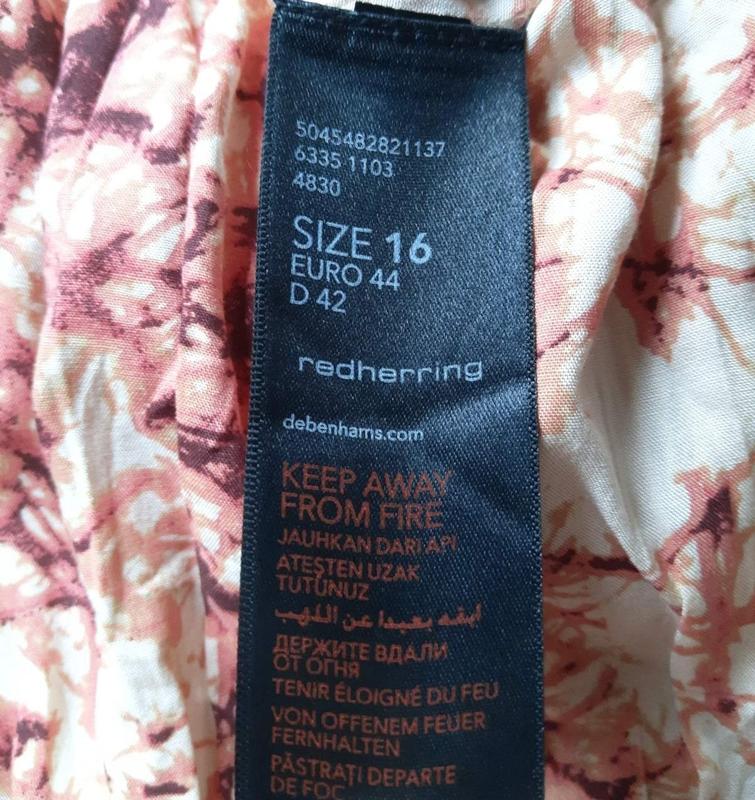 5045482821137
6335 1103
4830
SIZE 16
EURO 44
D 42
redherring
debenhams.com
KEEP AWAY
FROM FIRE
JAUHKAN DARI API
ATEŞTEN UZAK
TUTUNUZ
ابقه بعيدا عن اللهب
ДЕРЖИТЕ ВДАЛИ
ОТ ОГНЯ
TENIR ÉLOIGNÉ DU FEU
VON OFFENEM FEUER
FERNHALTEN
PĂSTRAŢI DEPARTE
DE FOC